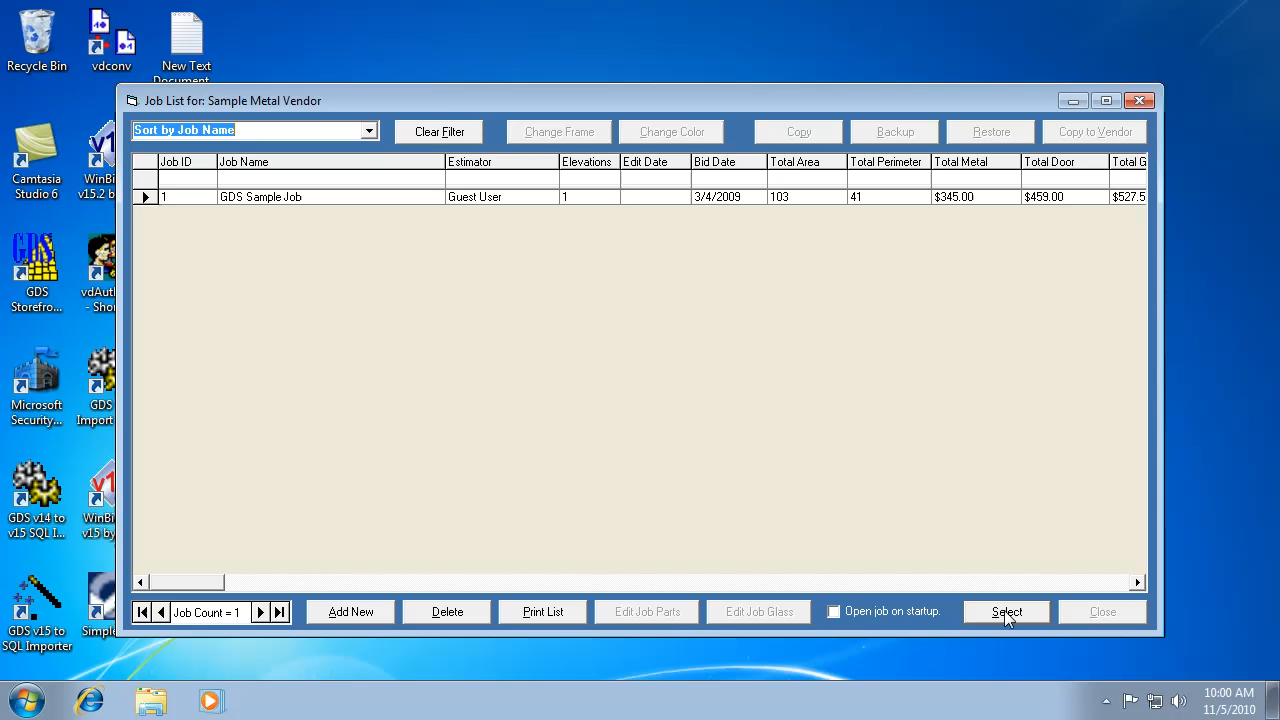 Recycle Bin
vdconv
New Text
Document
Camtasia
Studio 6
WinBi
v15.2 b
GDS
Storefro...
vdAut
- Sho
Microsoft
Security...
GDS
Import
GDS v14 to
v15 SQL I...
WinBi
v15 by
GDS v15 to
SQL Importer
Simple
Job List for: Sample Metal Vendor
Sort by Job Name
Clear Filter
Change Frame
Change Color
Copy
Backup
Restore
Copy to Vendor
Job ID Job Name Estimator Elevations Edit Date Bid Date Total Area Total Perimeter Total Metal Total Door Total G
1 GDS Sample Job Guest User 1 3/4/2009 103 41 $345.00 $459.00 $527.5
Job Count = 1
Add New
Delete
Print List
Edit Job Parts
Edit Job Glass
Open job on startup.
Select
Close
10:00 AM
11/5/2010